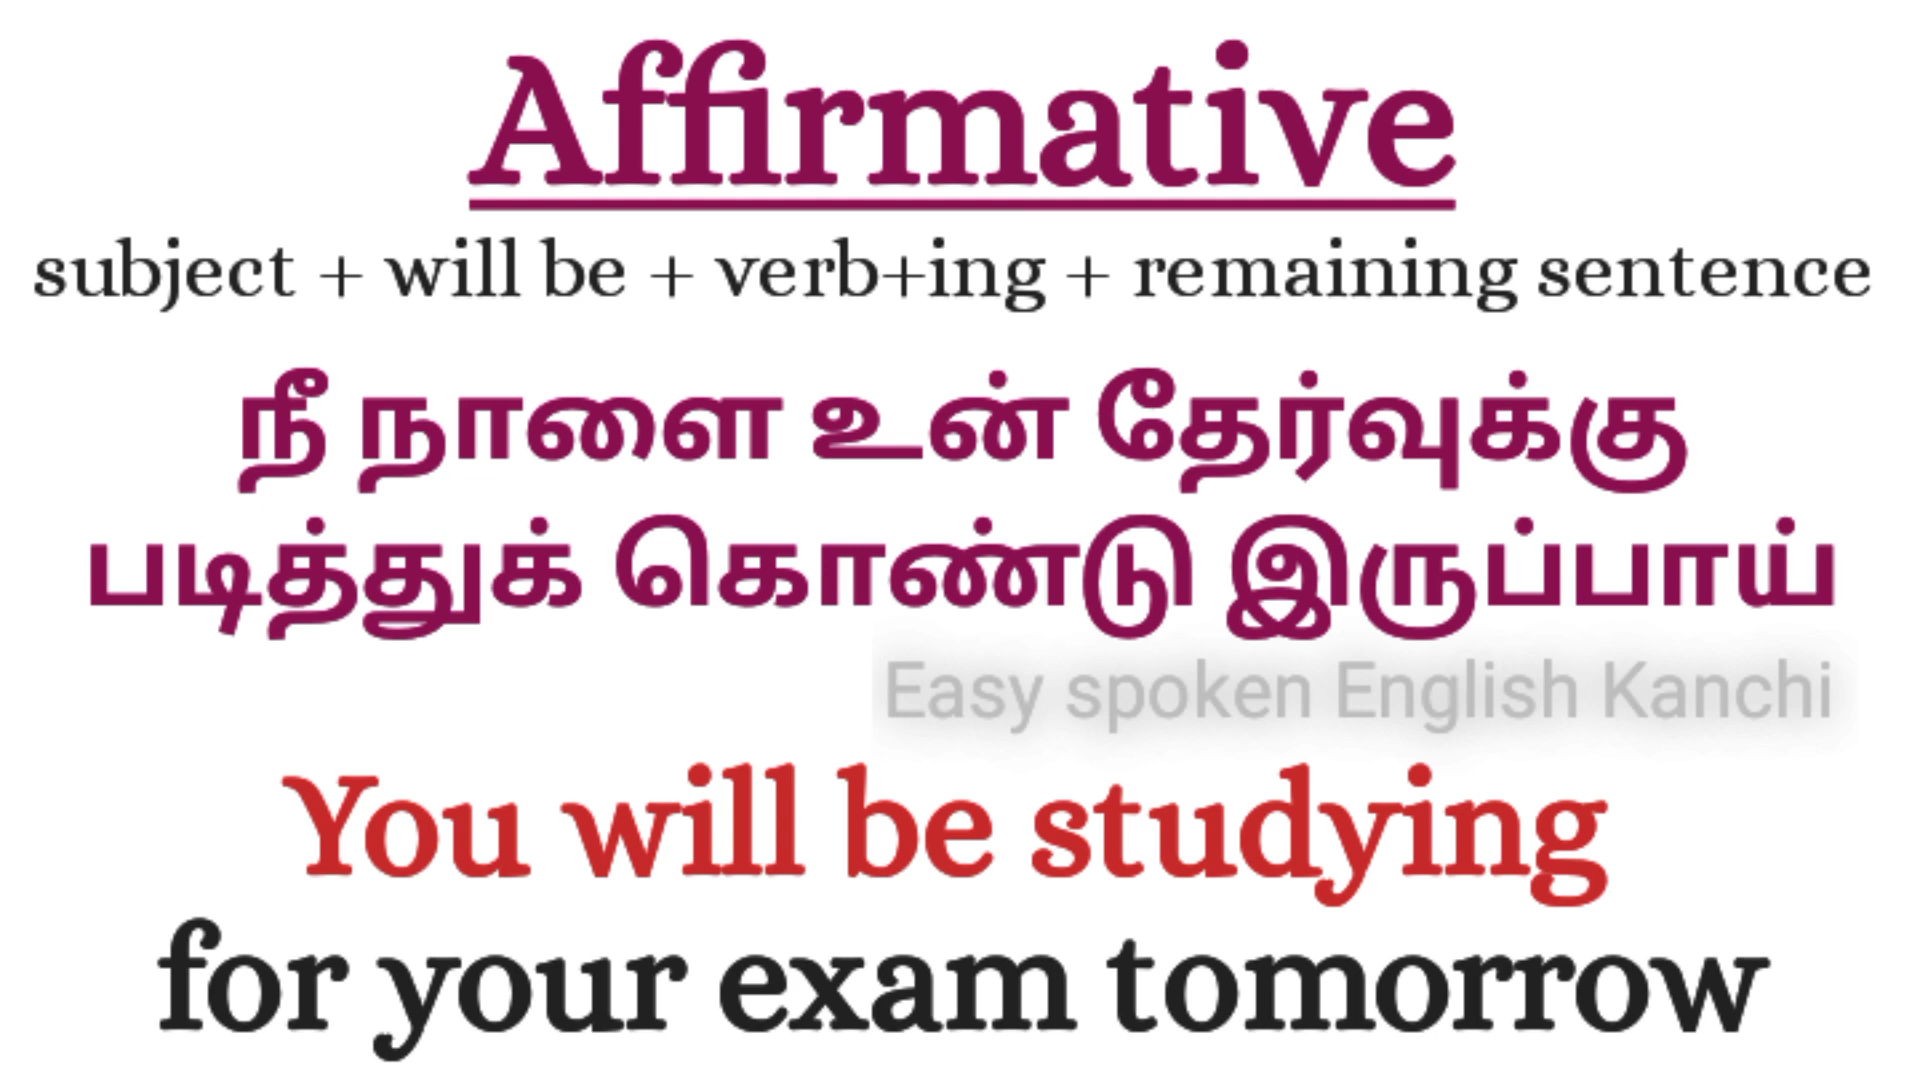 Affirmative
subject + will be + verb+ing + remaining sentence
நீ நாளை உன் தேர்வுக்கு
படித்துக் கொண்டு இருப்பாய்
Easy spoken English Kanchi
You will be studying
for your exam tomorrow